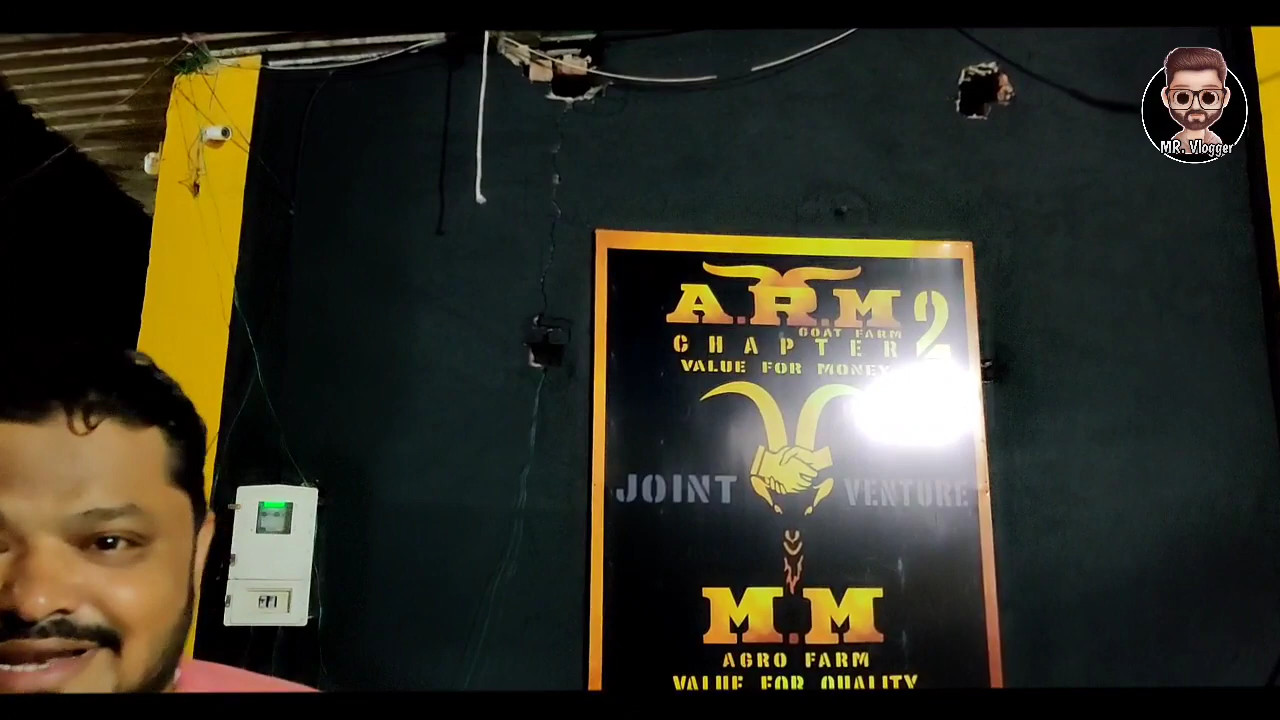 MR. Vlogger
A.R.M 2
GOAT FARM
CHAPTER
VALUE FOR MONEY
JOINT VENTURE
M.M
AGRO FARM
VALUE FOR QUALITY